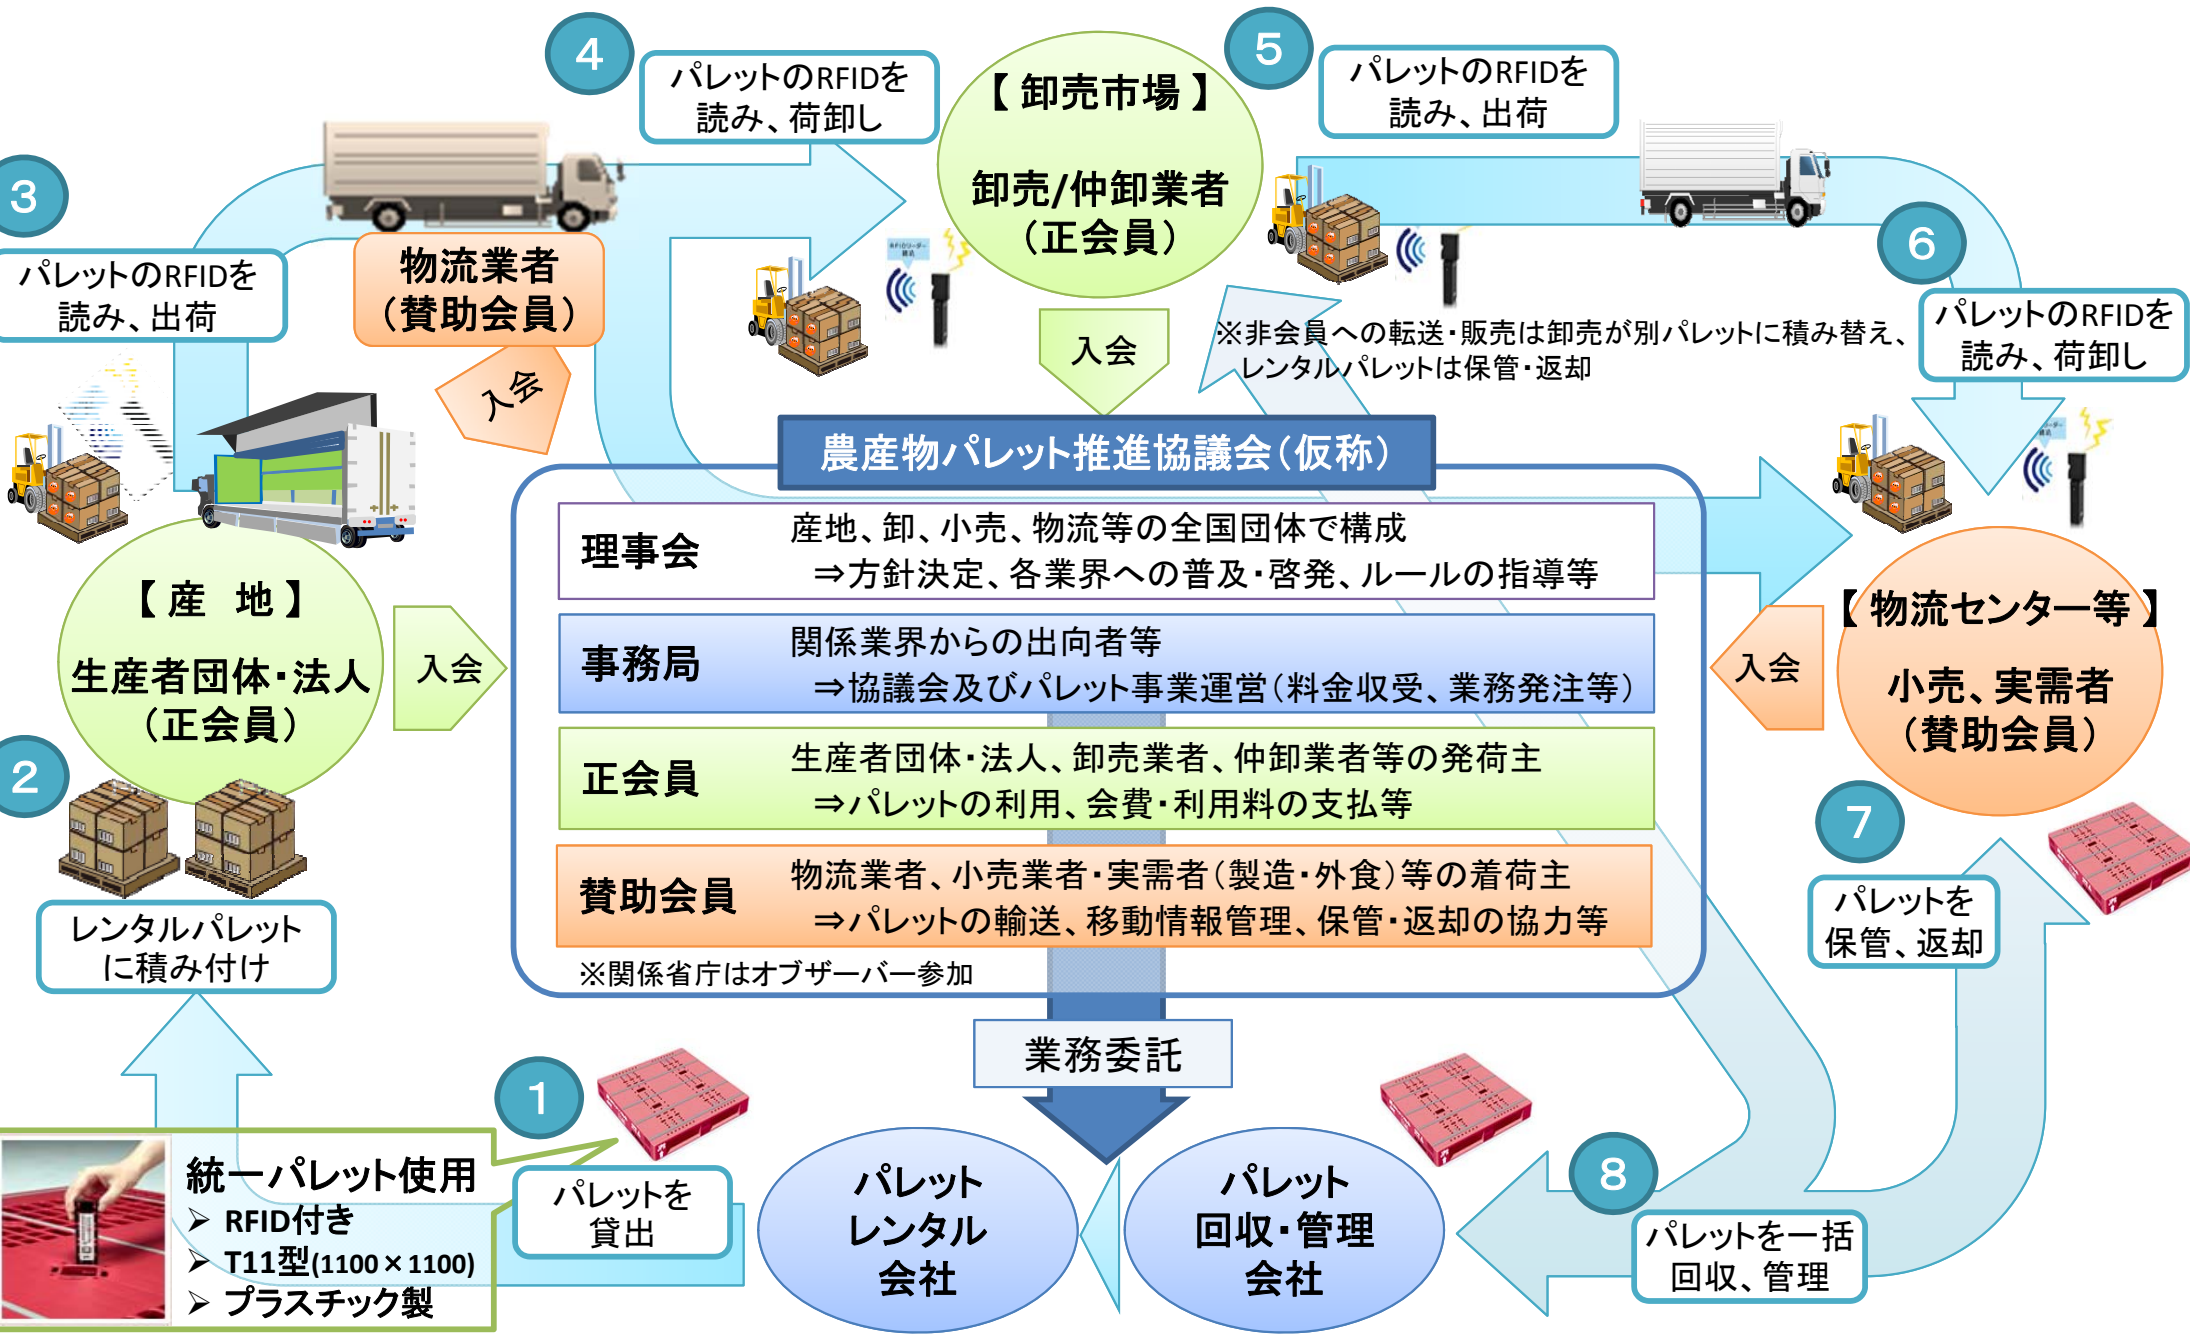 4
パレットのRFIDを
読み、荷卸し
【 卸売市場 】
卸売/仲卸業者
（正会員）
5
パレットのRFIDを
読み、出荷
3
パレットのRFIDを
読み、出荷
物流業者
（賛助会員）
入会
入会
6
パレットのRFIDを
読み、荷卸し
※非会員への転送・販売は卸売が別パレットに積み替え、
レンタルパレットは保管・返却
農産物パレット推進協議会（仮称）
理事会
産地、卸、小売、物流等の全国団体で構成
⇒方針決定、各業界への普及・啓発、ルールの指導等
事務局
関係業界からの出向者等
⇒協議会及びパレット事業運営（料金収受、業務発注等）
正会員
生産者団体・法人、卸売業者、仲卸業者等の発荷主
⇒パレットの利用、会費・利用料の支払等
賛助会員
物流業者、小売業者・実需者（製造・外食）等の着荷主
⇒パレットの輸送、移動情報管理、保管・返却の協力等
※関係省庁はオブザーバー参加
【 産　地 】
生産者団体・法人
（正会員）
入会
【 物流センター等 】
小売、実需者
（賛助会員）
入会
2
レンタルパレット
に積み付け
7
パレットを
保管、返却
業務委託
1
パレットを
貸出
統一パレット使用
➢ RFID付き
➢ T11型(1100×1100)
➢ プラスチック製
パレット
レンタル
会社
パレット
回収・管理
会社
8
パレットを一括
回収、管理